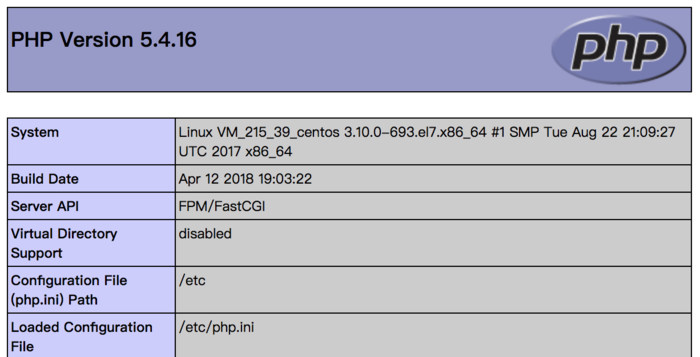 PHP Version 5.4.16
php
System
Linux VM_215_39_centos 3.10.0-693.el7.x86_64 #1 SMP Tue Aug 22 21:09:27
UTC 2017 x86_64
Build Date
Apr 12 2018 19:03:22
Server API
FPM/FastCGI
Virtual Directory
Support
disabled
Configuration File
(php.ini) Path
/etc
Loaded Configuration
File
/etc/php.ini